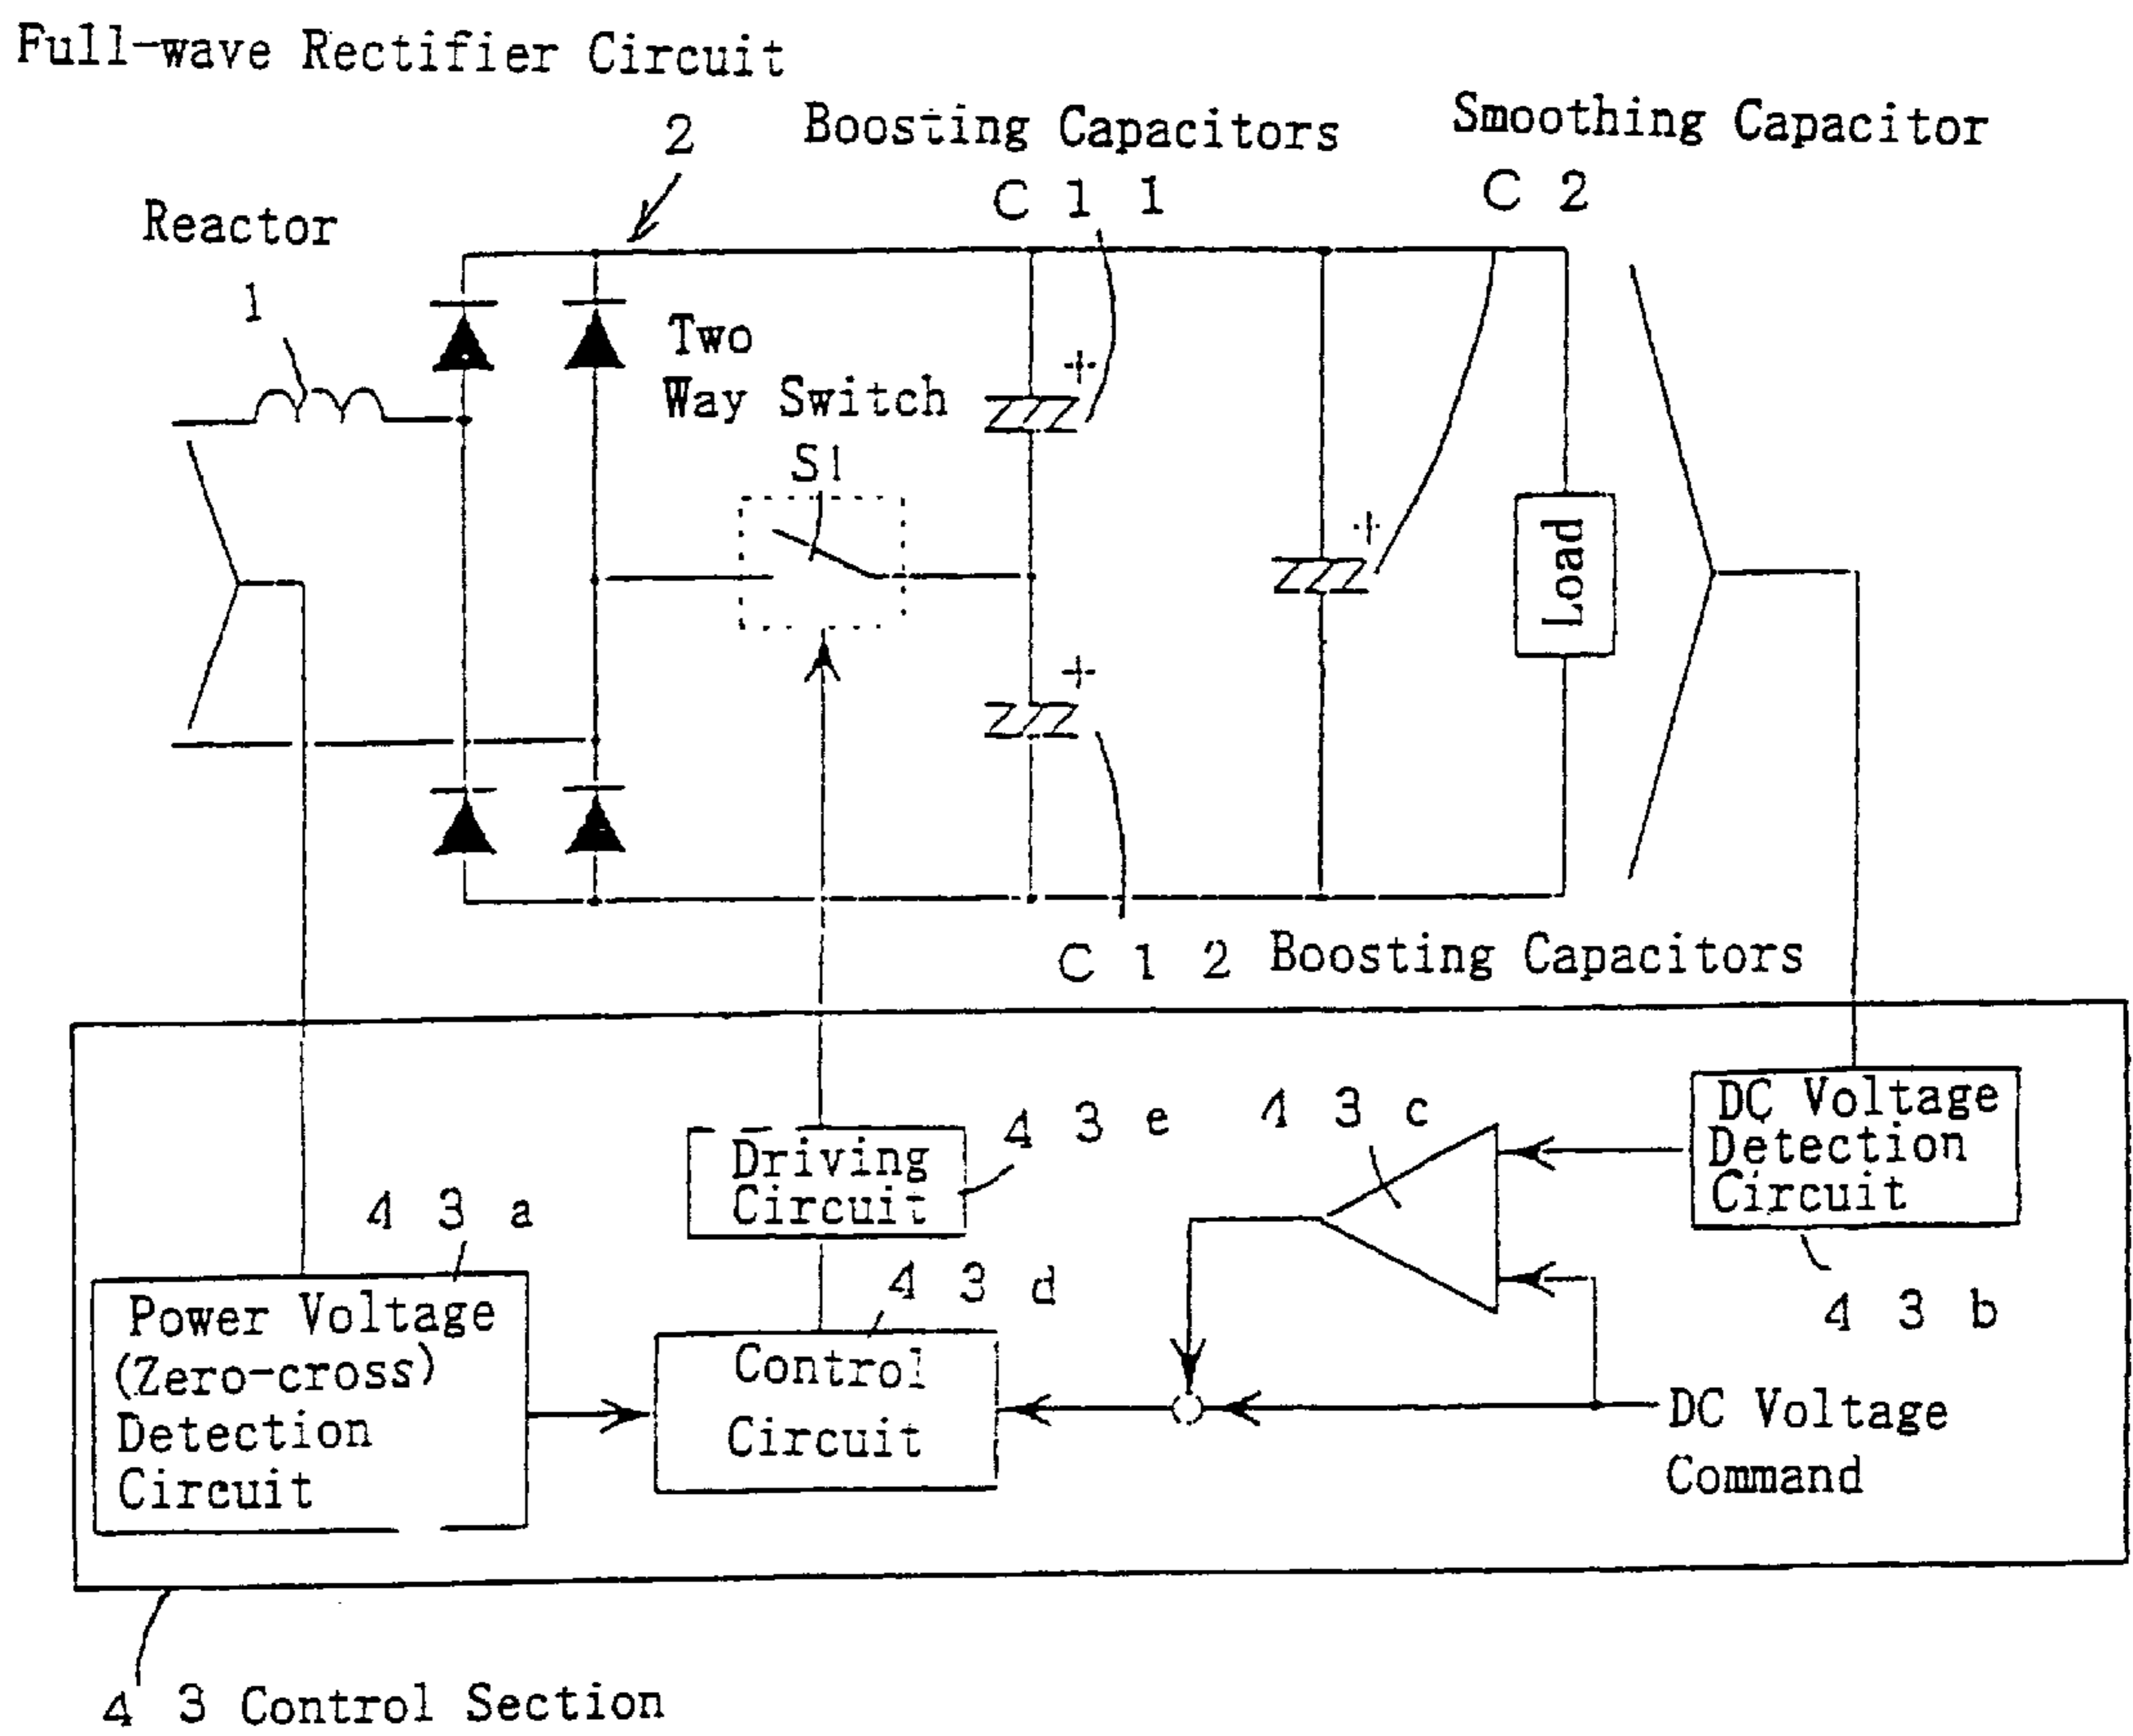 Full-wave Rectifier Circuit
2
Boosting Capacitors
C 1 1
Smoothing Capacitor
C 2
Reactor
1
Two
Way Switch
S1
+
+
+
Load
C 1 2 Boosting Capacitors
DC Voltage
Detection
Circuit
4 3 b
4 3 c
4 3 e
Driving
Circuit
4 3 a
4 3 d
Power Voltage
(Zero-cross)
Detection
Circuit
Control
Circuit
DC Voltage
Command
4 3 Control Section